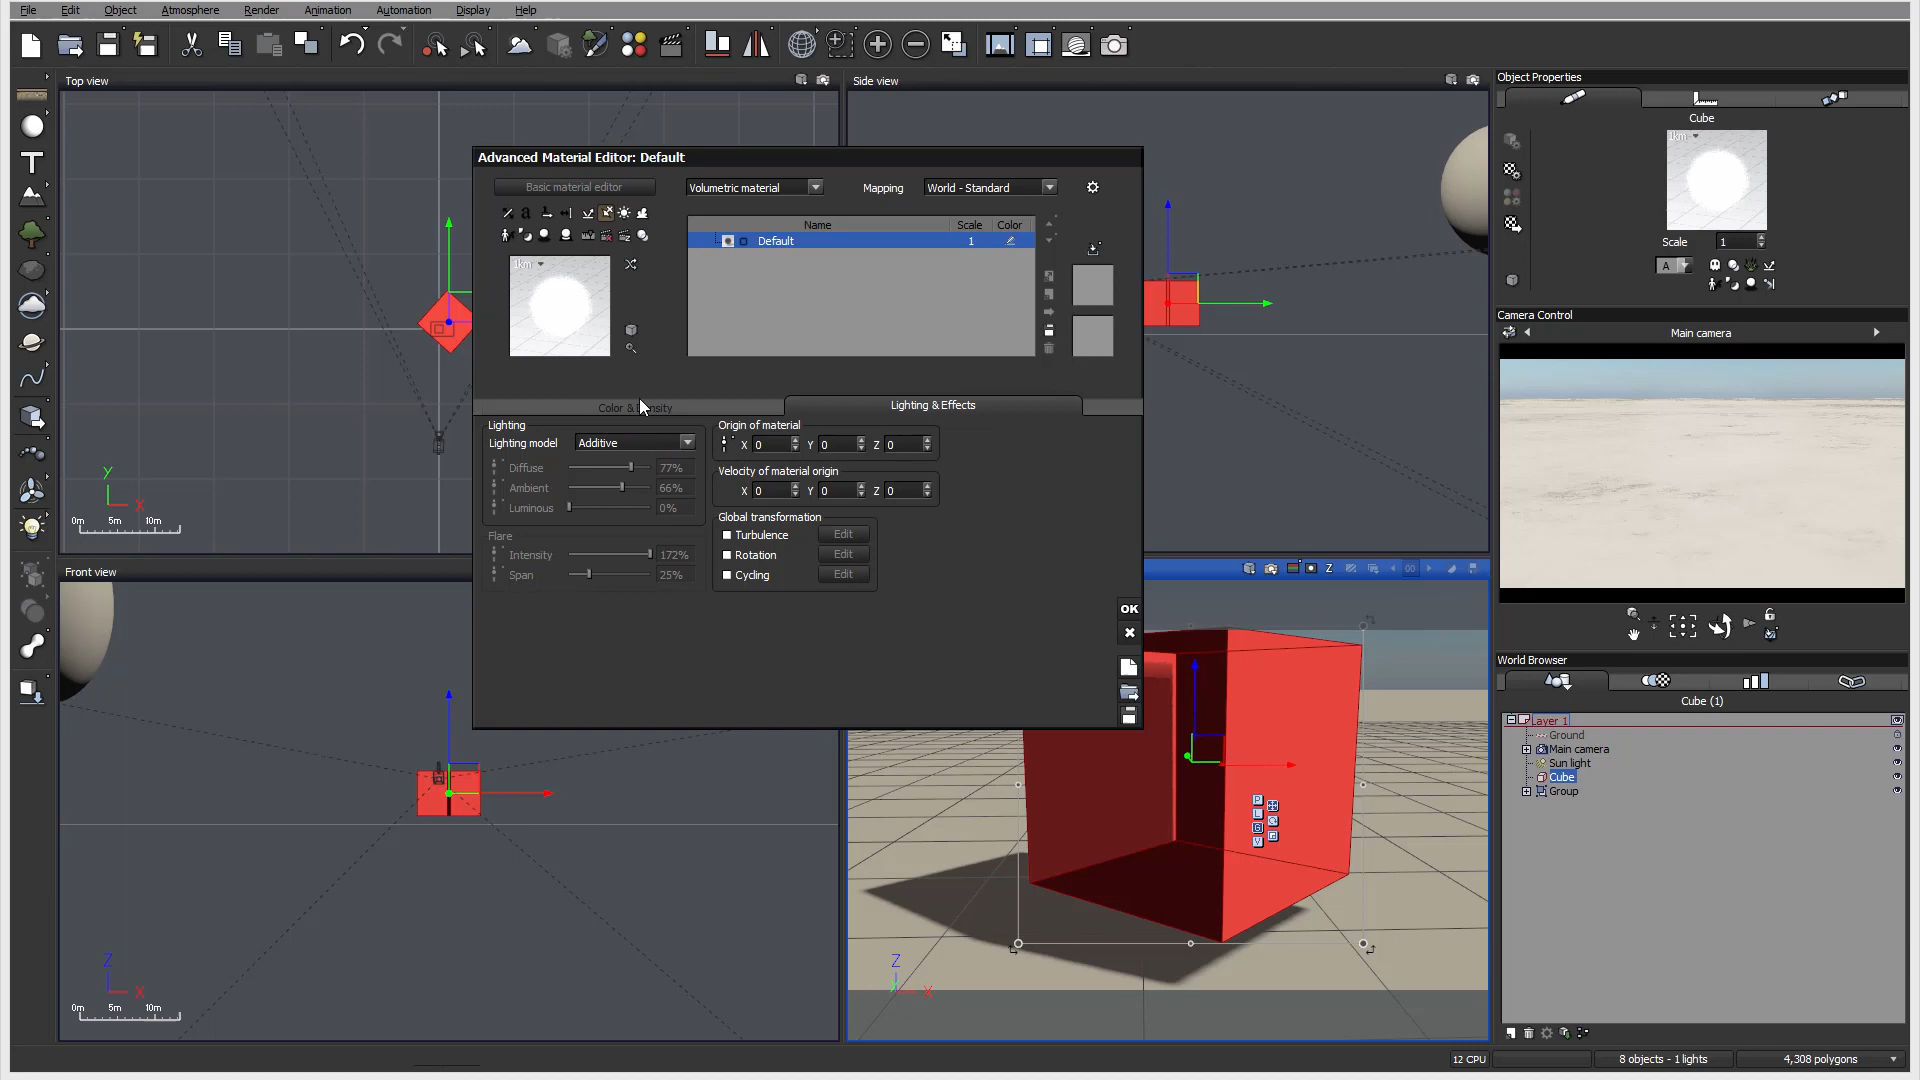 File Edit Object Atmosphere Render Animation Automation Display Help
Top view
Side view
Object Properties
Cube
1km
Scale 1
A
Advanced Material Editor: Default
Basic material editor
Volumetric material
Mapping
World - Standard
Name Scale Color
Default 1
1km
Color & Density
Lighting & Effects
Lighting
Lighting model Additive
Diffuse 77%
Ambient 66%
Luminous 0%
Flare
Intensity 172%
Span 25%
Origin of material
X 0 Y 0 Z 0
Velocity of material origin
X 0 Y 0 Z 0
Global transformation
Turbulence Edit
Rotation Edit
Cycling Edit
OK
Camera Control
Main camera
Y
X
0m 5m 10m
Front view
Z
X
0m 5m 10m
Z
P
L
G
V
Z
Y
X
World Browser
Cube (1)
Layer 1
Ground
Main camera
Sun light
Cube
Group
12 CPU
8 objects - 1 lights
4,308 polygons